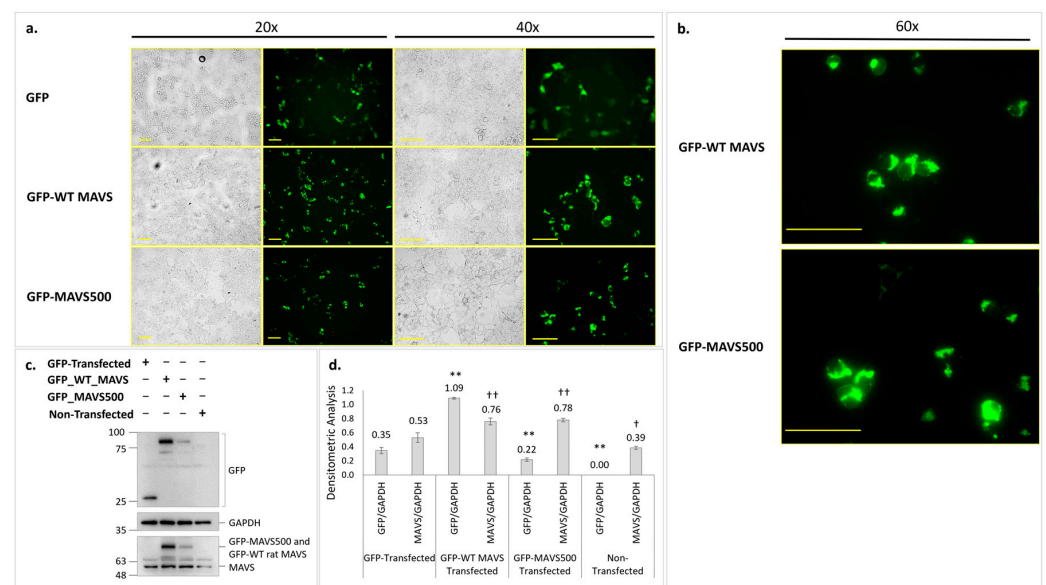 a.
20x
40x
GFP
GFP-WT MAVS
GFP-MAVS500
b.
60x
GFP-WT MAVS
GFP-MAVS500
c.
GFP-Transfected + – – –
GFP_WT_MAVS – + – –
GFP_MAVS500 – – + –
Non-Transfected – – – +
100
75
25
GFP
35
GAPDH
63
48
GFP-MAVS500 and
GFP-WT rat MAVS
MAVS
d.
Densitometric Analysis
1.2
1.0
0.8
0.6
0.4
0.2
0.0
0.35
0.53
**
1.09
††
0.76
**
0.22
††
0.78
**
0.00
†
0.39
GFP/GAPDH
MAVS/GAPDH
GFP/GAPDH
MAVS/GAPDH
GFP/GAPDH
MAVS/GAPDH
GFP/GAPDH
MAVS/GAPDH
GFP-Transfected
GFP-WT MAVS
Transfected
GFP-MAVS500
Transfected
Non-
Transfected